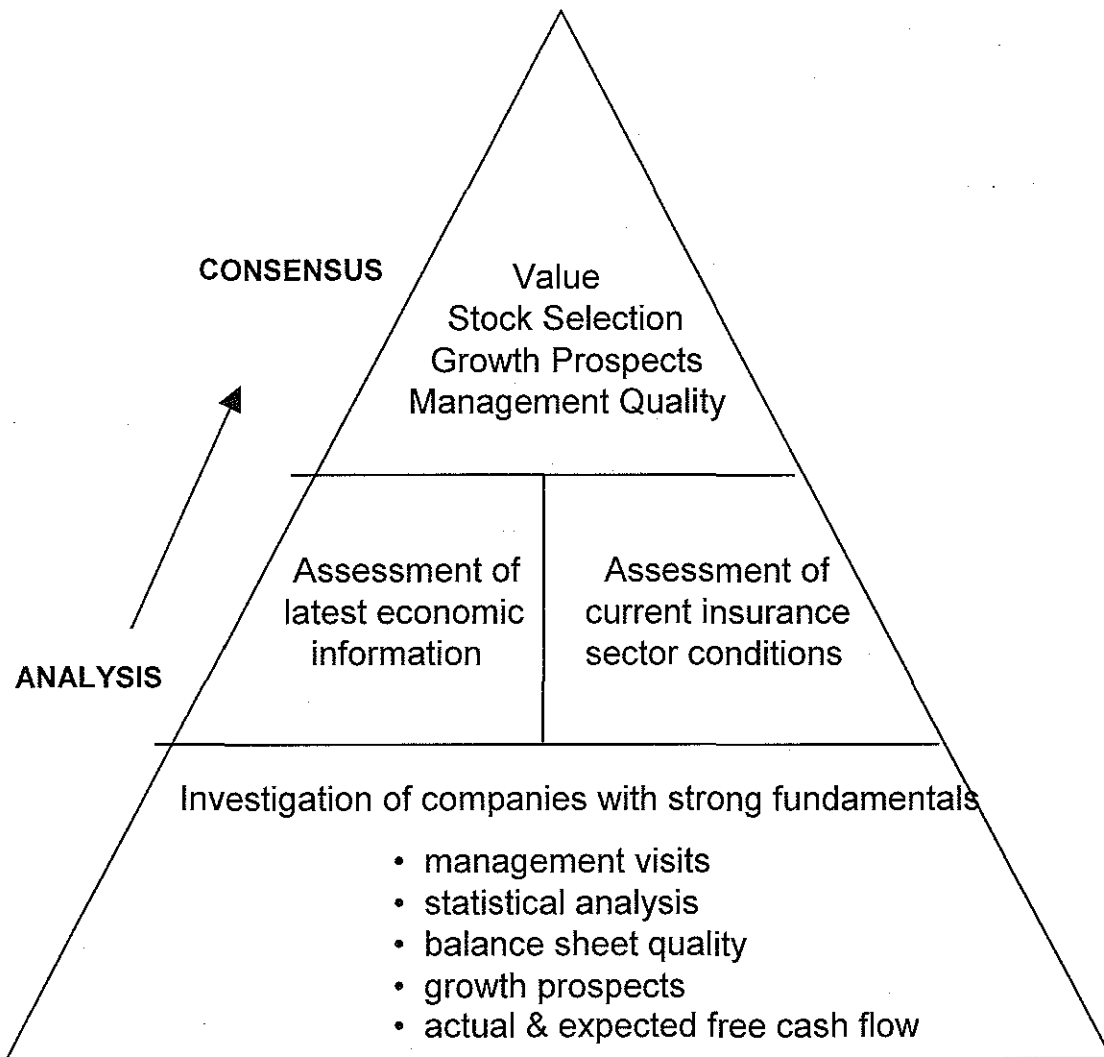 CONSENSUS
Value
Stock Selection
Growth Prospects
Management Quality
ANALYSIS
Assessment of
latest economic
information
Assessment of
current insurance
sector conditions
Investigation of companies with strong fundamentals
• management visits
• statistical analysis
• balance sheet quality
• growth prospects
• actual & expected free cash flow